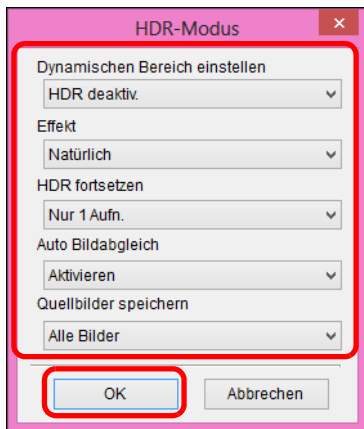 HDR-Modus
Dynamischen Bereich einstellen
HDR deaktiv.
Effekt
Natürlich
HDR fortsetzen
Nur 1 Aufn.
Auto Bildabgleich
Aktivieren
Quellbilder speichern
Alle Bilder
OK Abbrechen